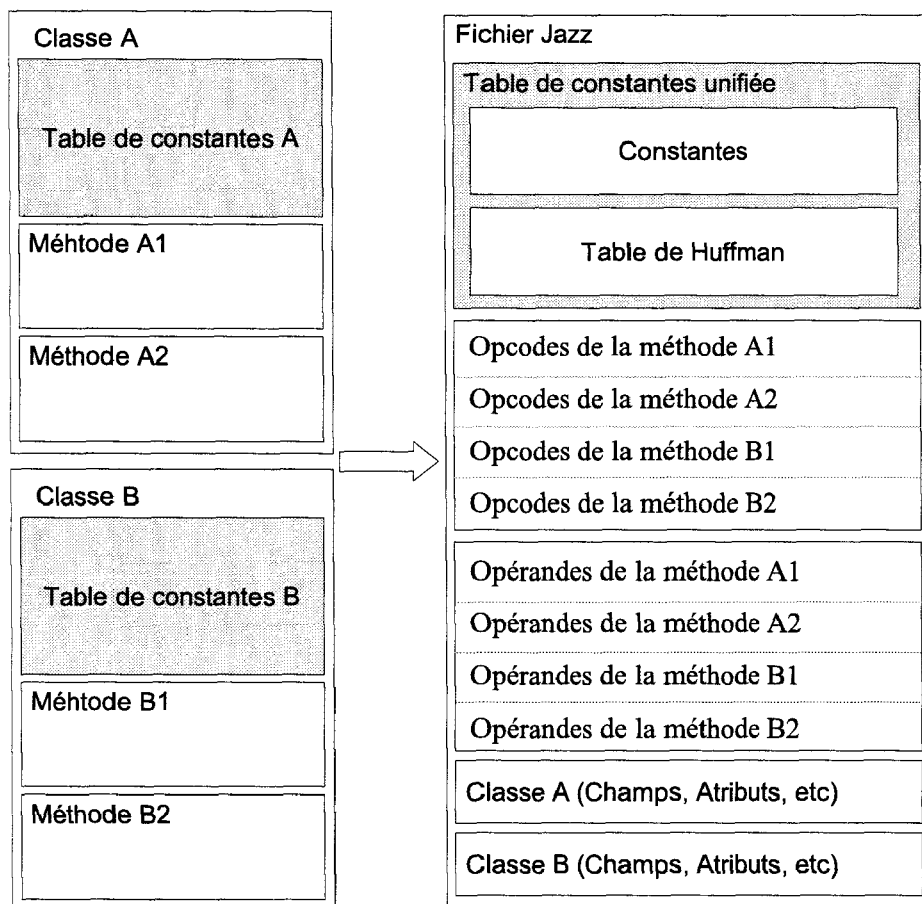 Classe A
Table de constantes A
Méhtode A1
Méthode A2
Classe B
Table de constantes B
Méhtode B1
Méthode B2
Fichier Jazz
Table de constantes unifiée
Constantes
Table de Huffman
Opcodes de la méthode A1
Opcodes de la méthode A2
Opcodes de la méthode B1
Opcodes de la méthode B2
Opérandes de la méthode A1
Opérandes de la méthode A2
Opérandes de la méthode B1
Opérandes de la méthode B2
Classe A (Champs, Atributs, etc)
Classe B (Champs, Atributs, etc)